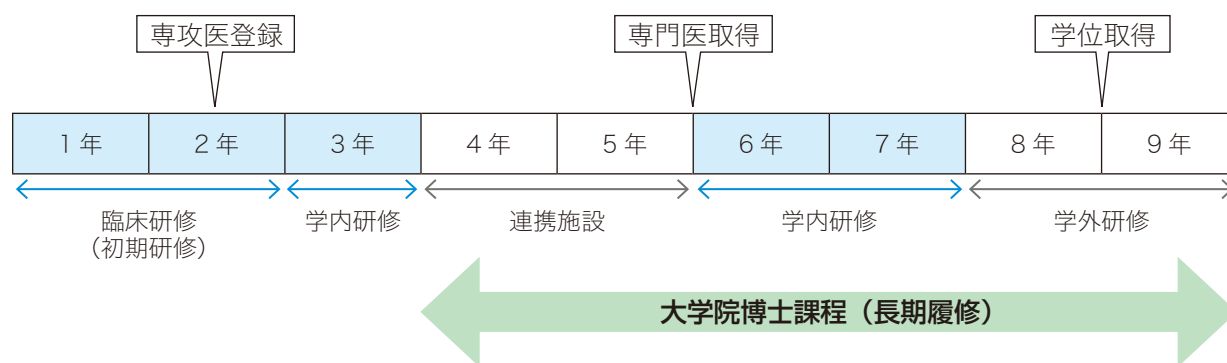 専攻医登録
専門医取得
学位取得
1年
2年
3年
4年
5年
6年
7年
8年
9年
臨床研修
（初期研修）
学内研修
連携施設
学内研修
学外研修
大学院博士課程（長期履修）